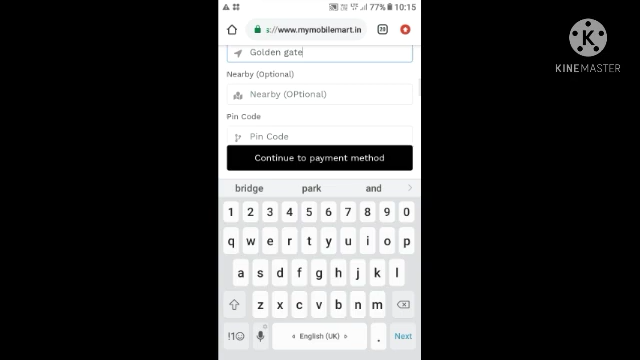 77% 10:15
s://www.mymobilemart.in
20
Golden gate
Nearby (Optional)
Nearby (OPtional)
Pin Code
Pin Code
Continue to payment method
bridge park and
1 2 3 4 5 6 7 8 9 0
q w e r t y u i o p
a s d f g h j k l
z x c v b n m
!1☺ English (UK) . Next
KINEMASTER